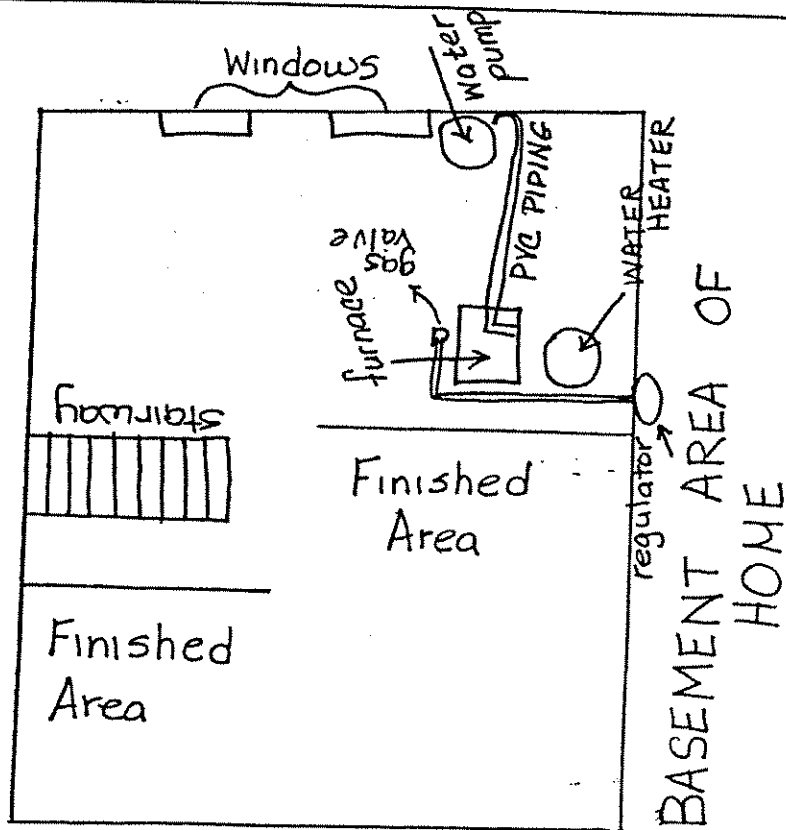 Windows
water
pump
PVC PIPING
WATER
HEATER
gas
valve
furnace
stairway
Finished
Area
regulator
Finished
Area
BASEMENT AREA OF
HOME